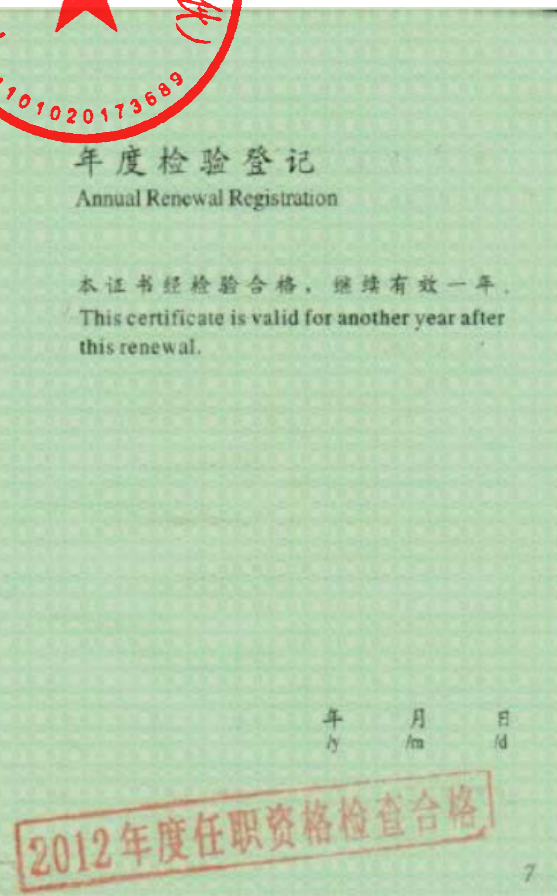 1101020173689
年度检验登记
Annual Renewal Registration
本证书经检验合格，继续有效一年.
This certificate is valid for another year after
this renewal.
年 月 日
/y /m /d
2012年度任职资格检查合格
7